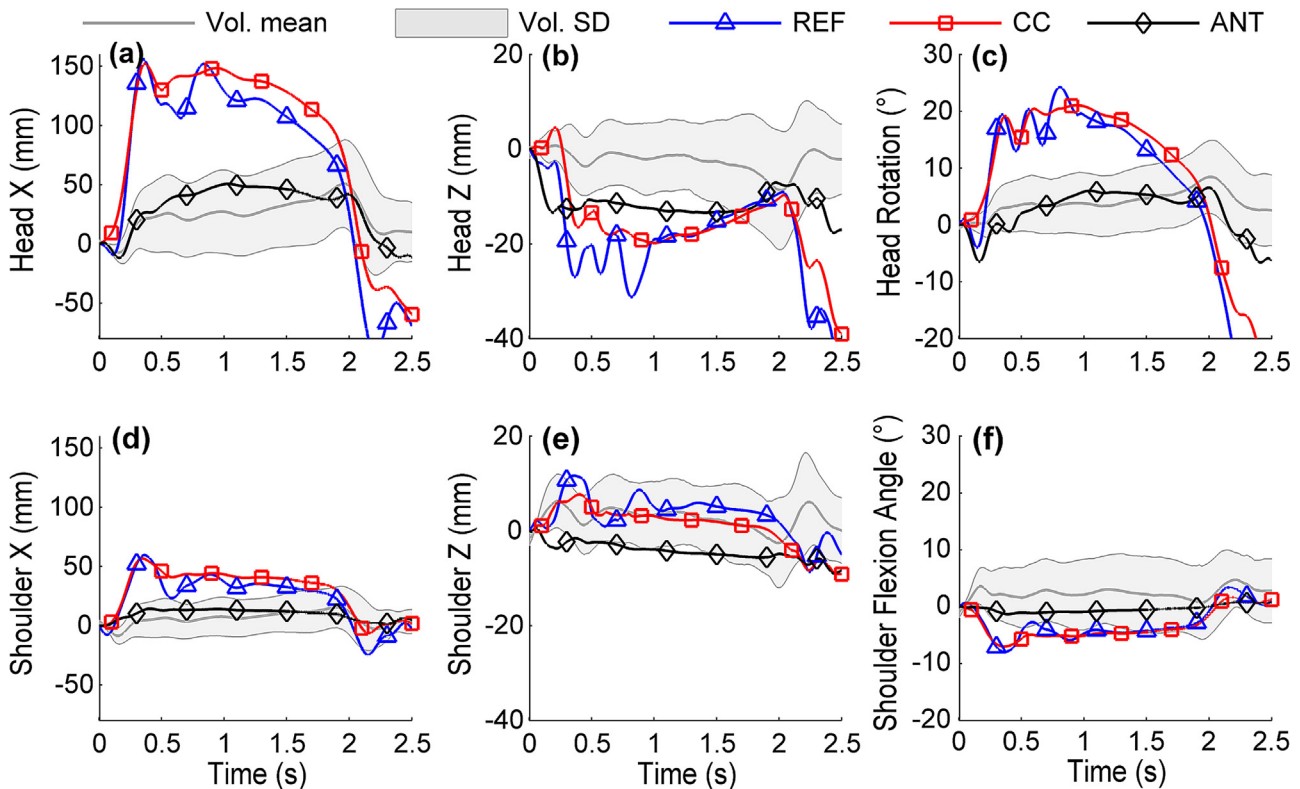 Vol. mean Vol. SD REF CC ANT
(a) (b) (c)
Head X (mm)
150
100
50
0
-50
0 0.5 1 1.5 2 2.5
Head Z (mm)
20
0
-20
-40
0 0.5 1 1.5 2 2.5
Head Rotation (°)
30
20
10
0
-10
-20
0 0.5 1 1.5 2 2.5
(d) (e) (f)
Shoulder X (mm)
150
100
50
0
-50
0 0.5 1 1.5 2 2.5
Time (s)
Shoulder Z (mm)
20
0
-20
-40
0 0.5 1 1.5 2 2.5
Time (s)
Shoulder Flexion Angle (°)
30
20
10
0
-10
-20
0 0.5 1 1.5 2 2.5
Time (s)